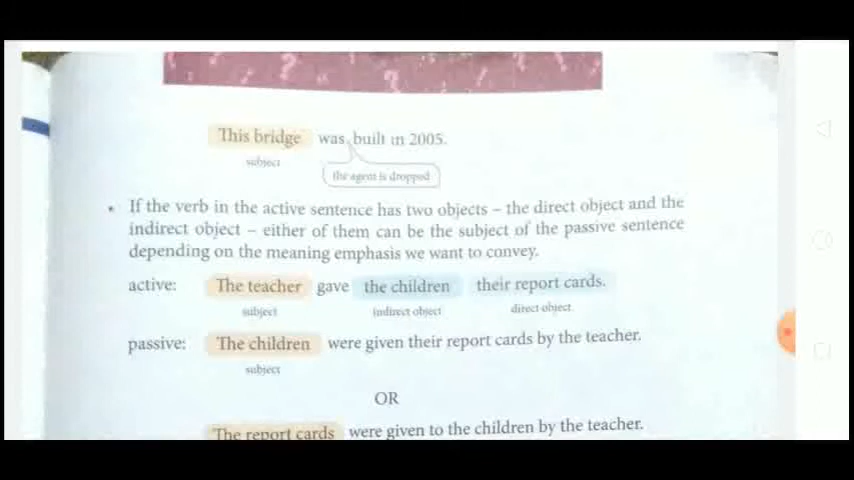 This bridge was built in 2005.
subject
the agent is dropped
• If the verb in the active sentence has two objects – the direct object and the
indirect object – either of them can be the subject of the passive sentence
depending on the meaning emphasis we want to convey.
active: The teacher gave the children their report cards.
subject indirect object direct object
passive: The children were given their report cards by the teacher.
subject
OR
The report cards were given to the children by the teacher.